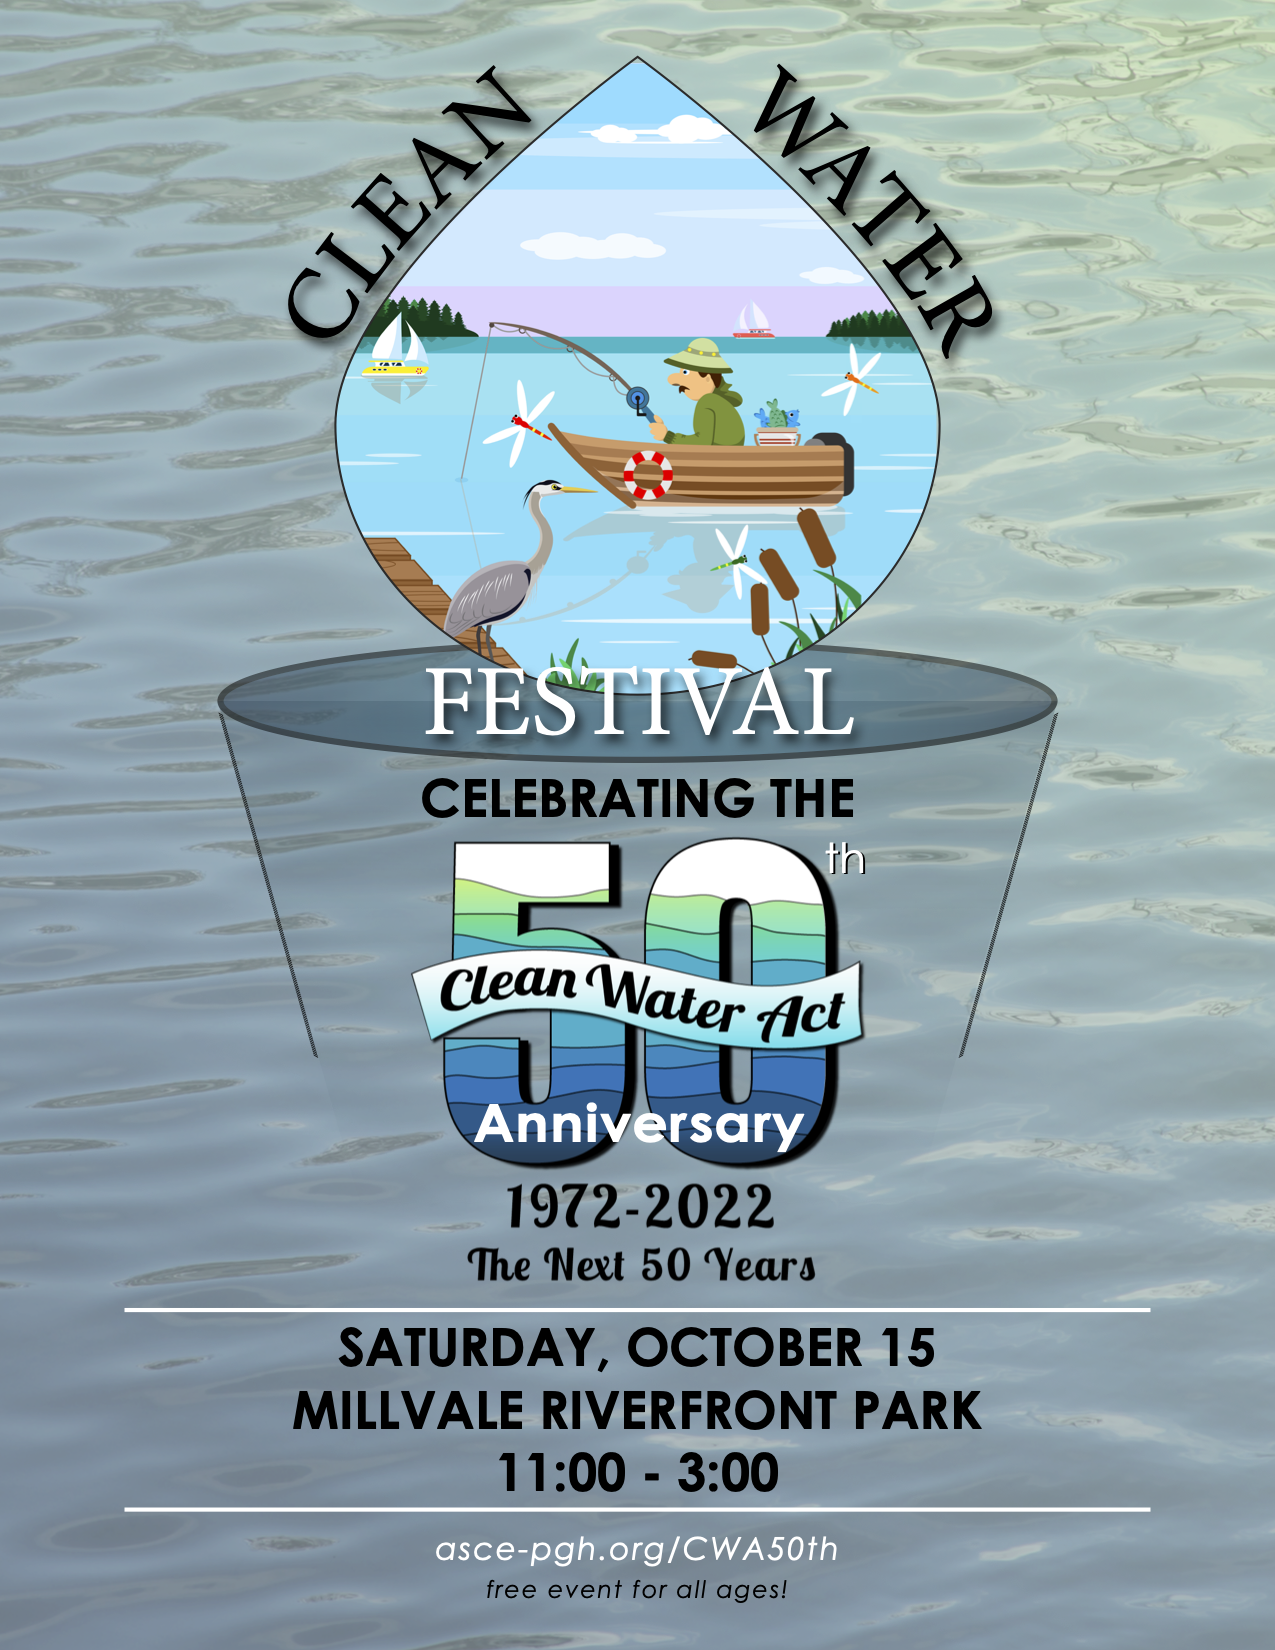 CLEAN WATER
FESTIVAL
CELEBRATING THE
50th
Clean Water Act
Anniversary
1972-2022
The Next 50 Years
SATURDAY, OCTOBER 15
MILLVALE RIVERFRONT PARK
11:00 - 3:00
asce-pgh.org/CWA50th
free event for all ages!